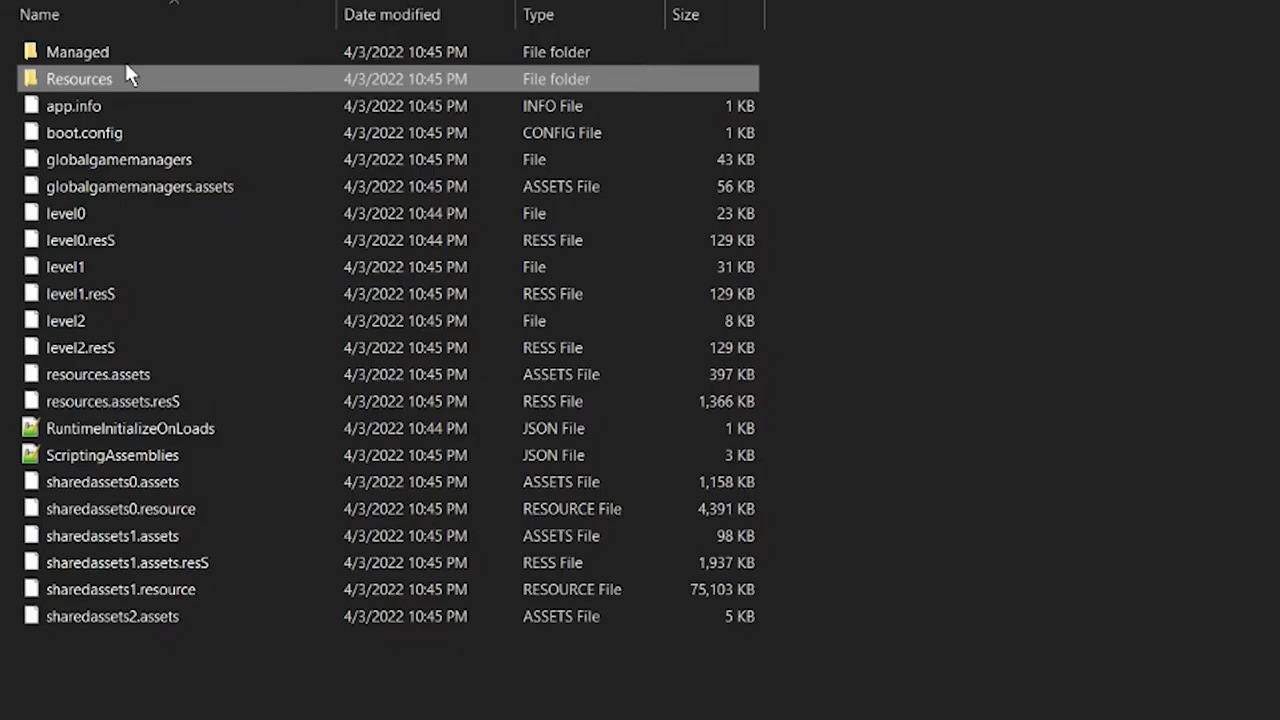 Name Date modified Type Size
Managed 4/3/2022 10:45 PM File folder
Resources 4/3/2022 10:45 PM File folder
app.info 4/3/2022 10:45 PM INFO File 1 KB
boot.config 4/3/2022 10:45 PM CONFIG File 1 KB
globalgamemanagers 4/3/2022 10:45 PM File 43 KB
globalgamemanagers.assets 4/3/2022 10:45 PM ASSETS File 56 KB
level0 4/3/2022 10:44 PM File 23 KB
level0.resS 4/3/2022 10:44 PM RESS File 129 KB
level1 4/3/2022 10:45 PM File 31 KB
level1.resS 4/3/2022 10:45 PM RESS File 129 KB
level2 4/3/2022 10:45 PM File 8 KB
level2.resS 4/3/2022 10:45 PM RESS File 129 KB
resources.assets 4/3/2022 10:45 PM ASSETS File 397 KB
resources.assets.resS 4/3/2022 10:45 PM RESS File 1,366 KB
RuntimeInitializeOnLoads 4/3/2022 10:44 PM JSON File 1 KB
ScriptingAssemblies 4/3/2022 10:45 PM JSON File 3 KB
sharedassets0.assets 4/3/2022 10:45 PM ASSETS File 1,158 KB
sharedassets0.resource 4/3/2022 10:45 PM RESOURCE File 4,391 KB
sharedassets1.assets 4/3/2022 10:45 PM ASSETS File 98 KB
sharedassets1.assets.resS 4/3/2022 10:45 PM RESS File 1,937 KB
sharedassets1.resource 4/3/2022 10:45 PM RESOURCE File 75,103 KB
sharedassets2.assets 4/3/2022 10:45 PM ASSETS File 5 KB